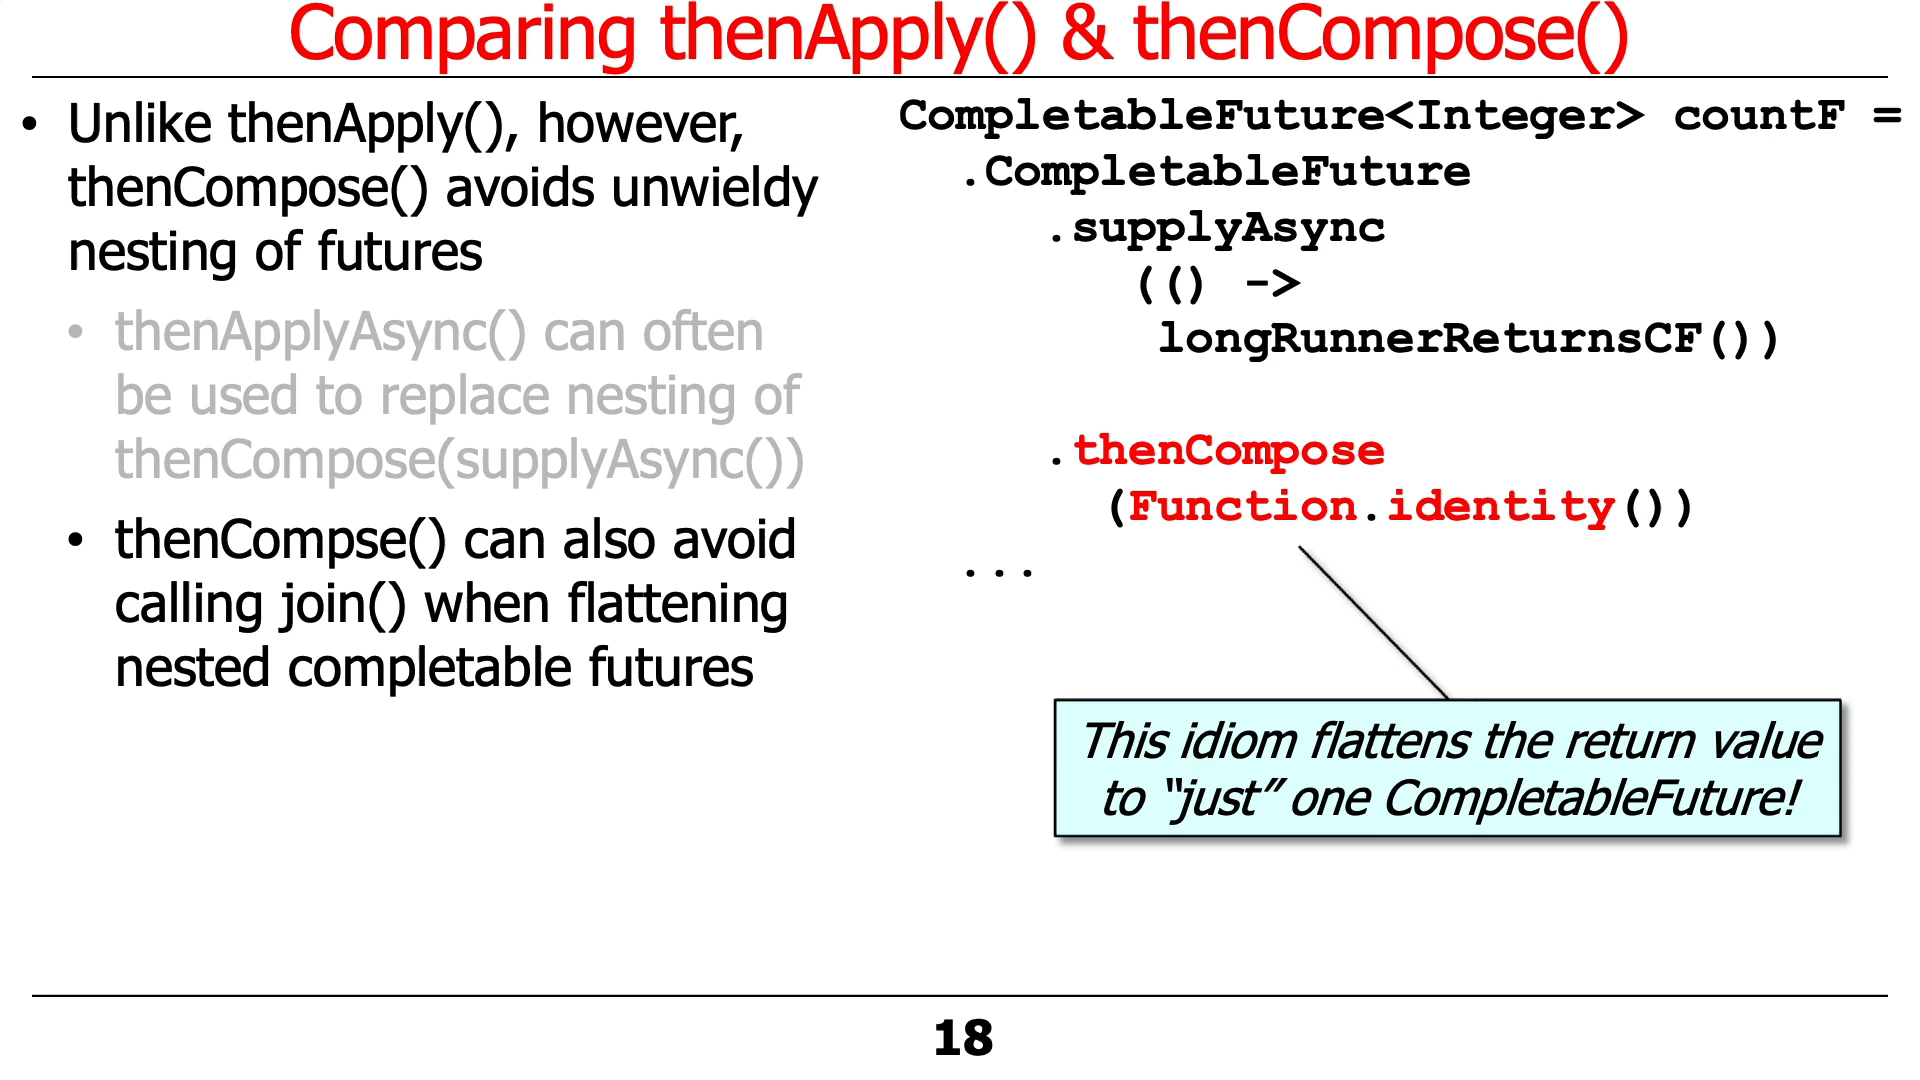 Comparing thenApply() & thenCompose()
• Unlike thenApply(), however,
thenCompose() avoids unwieldy
nesting of futures
• thenApplyAsync() can often
be used to replace nesting of
thenCompose(supplyAsync())
• thenCompse() can also avoid
calling join() when flattening
nested completable futures
CompletableFuture<Integer> countF =
.CompletableFuture
.supplyAsync
(() ->
longRunnerReturnsCF())
.thenCompose
(Function.identity())
...
This idiom flattens the return value
to “just” one CompletableFuture!
18